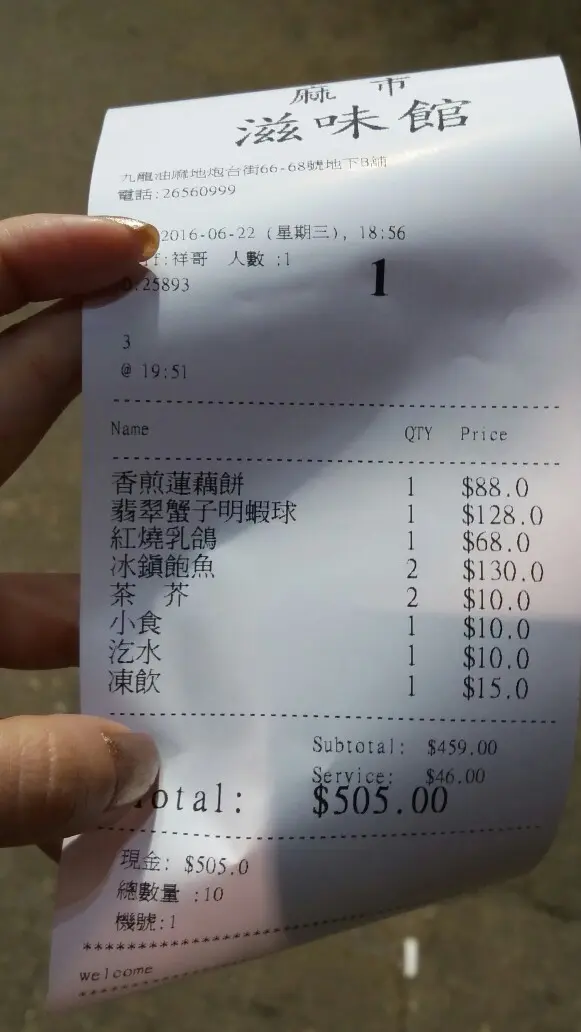 麻 市
滋味館
九龍油麻地炮台街66-68號地下B舖
電話:26560999
2016-06-22 (星期三), 18:56
祥哥 人數 :1
25893
1
3
@ 19:51
Name QTY Price
香煎蓮藕餅 1 $88.0
翡翠蟹子明蝦球 1 $128.0
紅燒乳鴿 1 $68.0
冰鎮鮑魚 2 $130.0
茶 芥 2 $10.0
小食 1 $10.0
汔水 1 $10.0
凍飲 1 $15.0
Subtotal: $459.00
Service: $46.00
otal: $505.00
現金: $505.0
總數量 :10
機號:1
*****************************
welcome
*****************************